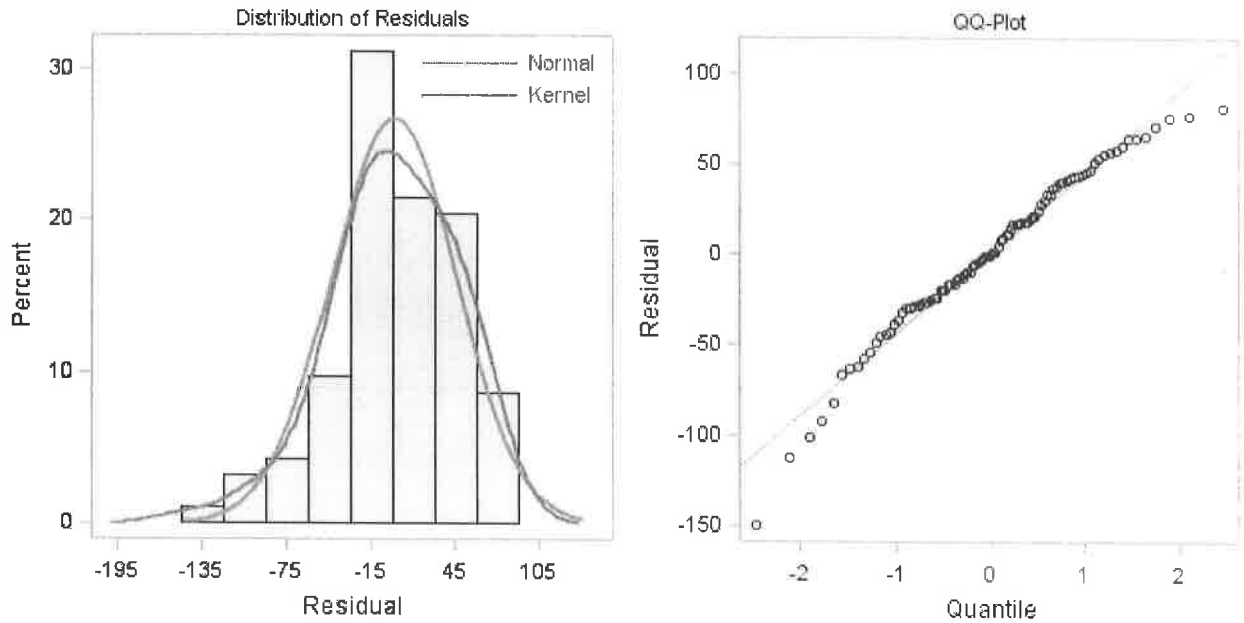 Distribution of Residuals
30
20
10
0
Percent
Normal
Kernel
-195 -135 -75 -15 45 105
Residual
QQ-Plot
100
50
0
-50
-100
-150
Residual
-2 -1 0 1 2
Quantile